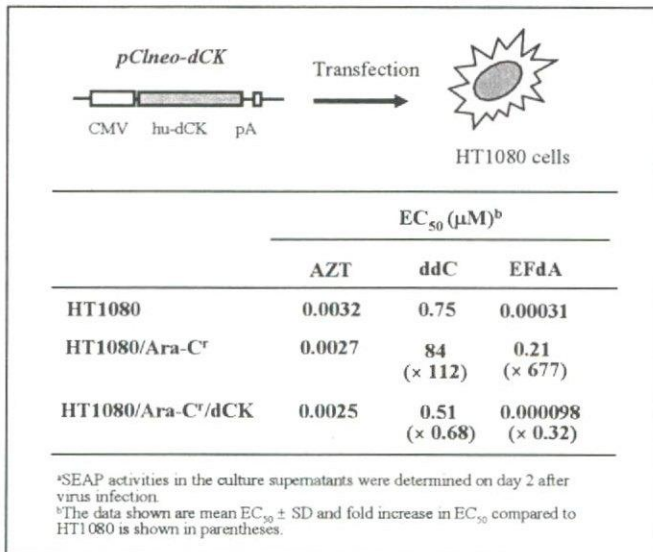 pCIneo-dCK
Transfection
CMV hu-dCK pA
HT1080 cells
EC50 (μM)b
AZT ddC EFdA
HT1080 0.0032 0.75 0.00031
HT1080/Ara-Cr 0.0027 84 0.21
(× 112) (× 677)
HT1080/Ara-Cr/dCK 0.0025 0.51 0.000098
(× 0.68) (× 0.32)
aSEAP activities in the culture supernatants were determined on day 2 after
virus infection.
bThe data shown are mean EC50 ± SD and fold increase in EC50 compared to
HT1080 is shown in parentheses.